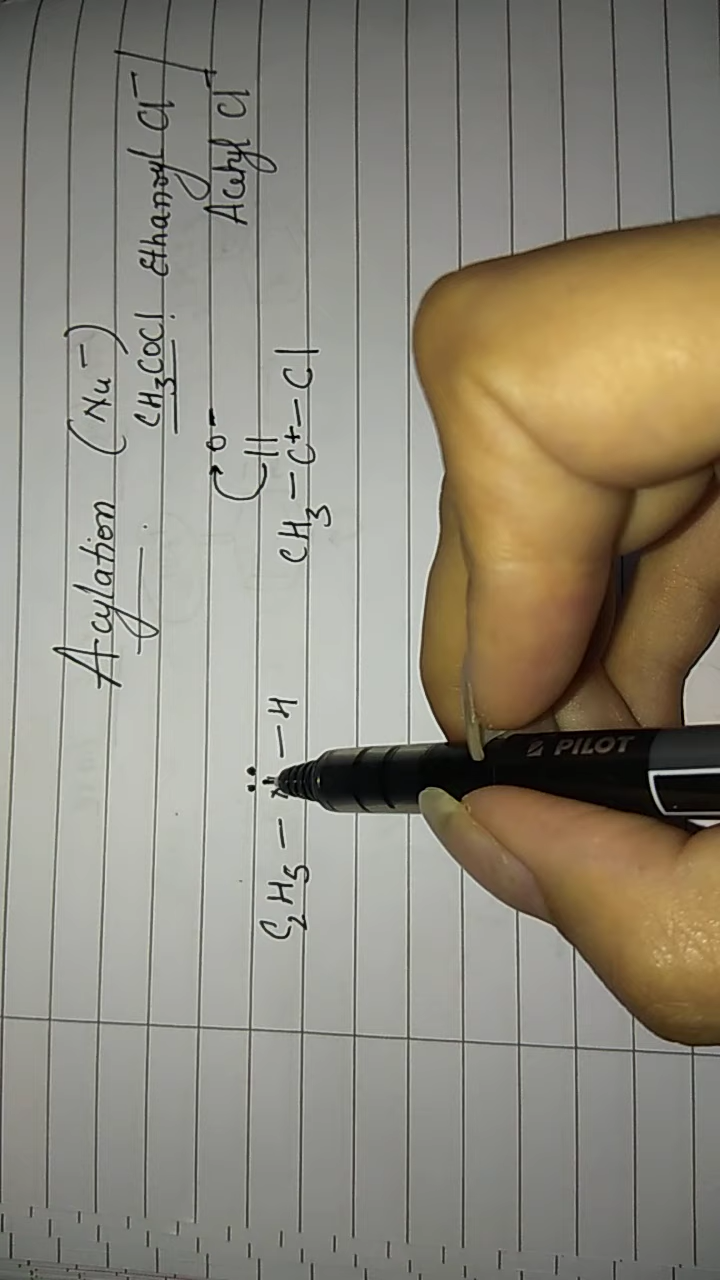 Acylation (Nu-)
CH3COCl Ethanoyl Cl- /
Acetyl Cl-
O-
C2H5 - - H CH3 - C+ - Cl
PILOT